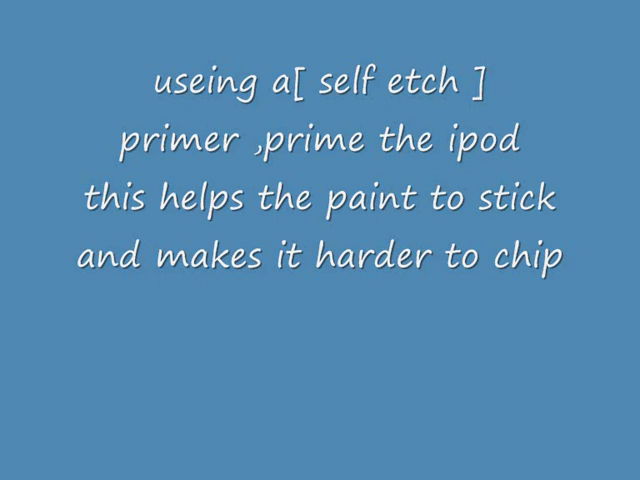 useing a[ self etch ]
primer ,prime the ipod
this helps the paint to stick
and makes it harder to chip